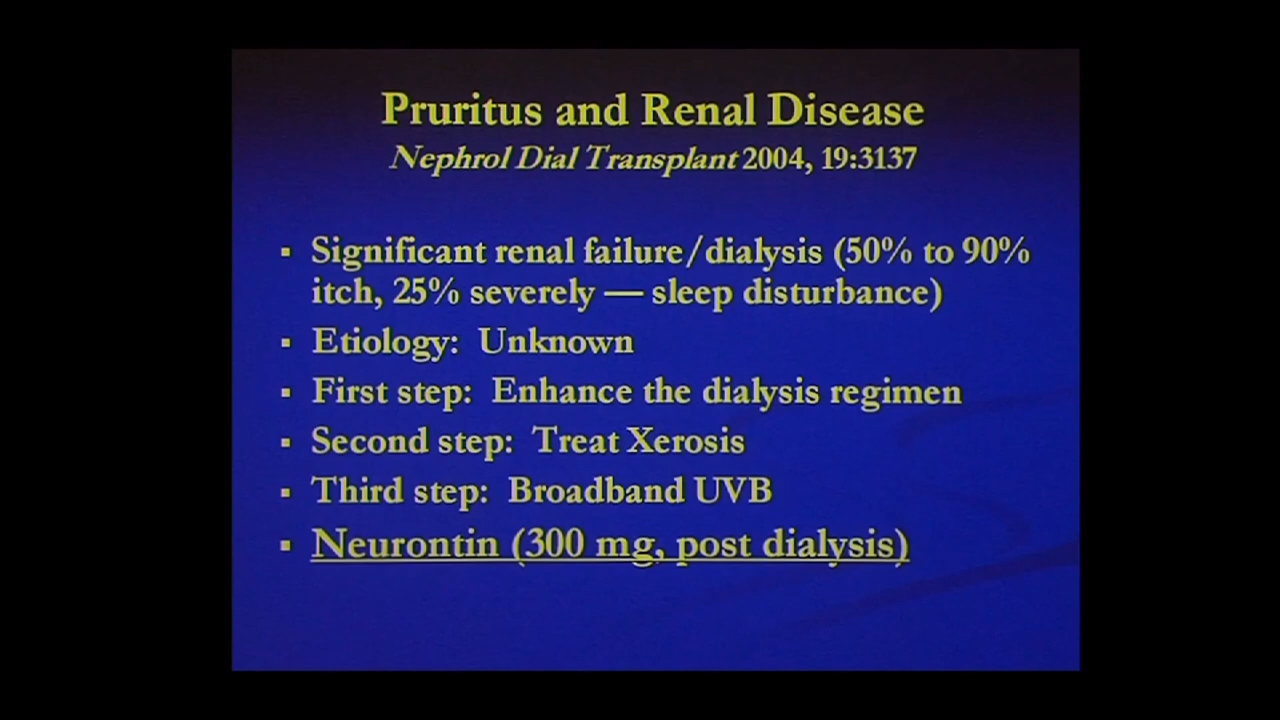 Pruritus and Renal Disease
Nephrol Dial Transplant 2004, 19:3137
▪ Significant renal failure/dialysis (50% to 90%
itch, 25% severely — sleep disturbance)
▪ Etiology: Unknown
▪ First step: Enhance the dialysis regimen
▪ Second step: Treat Xerosis
▪ Third step: Broadband UVB
▪ Neurontin (300 mg, post dialysis)